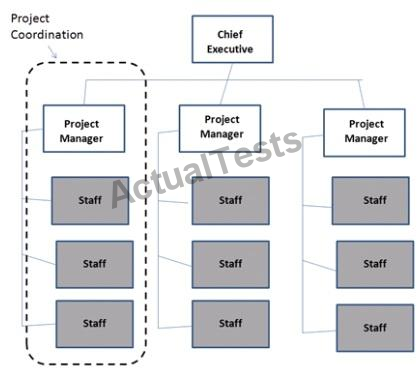 Project
Coordination
Chief
Executive
Project
Manager
Project
Manager
Project
Manager
ActualTests
Staff
Staff
Staff
Staff
Staff
Staff
Staff
Staff
Staff